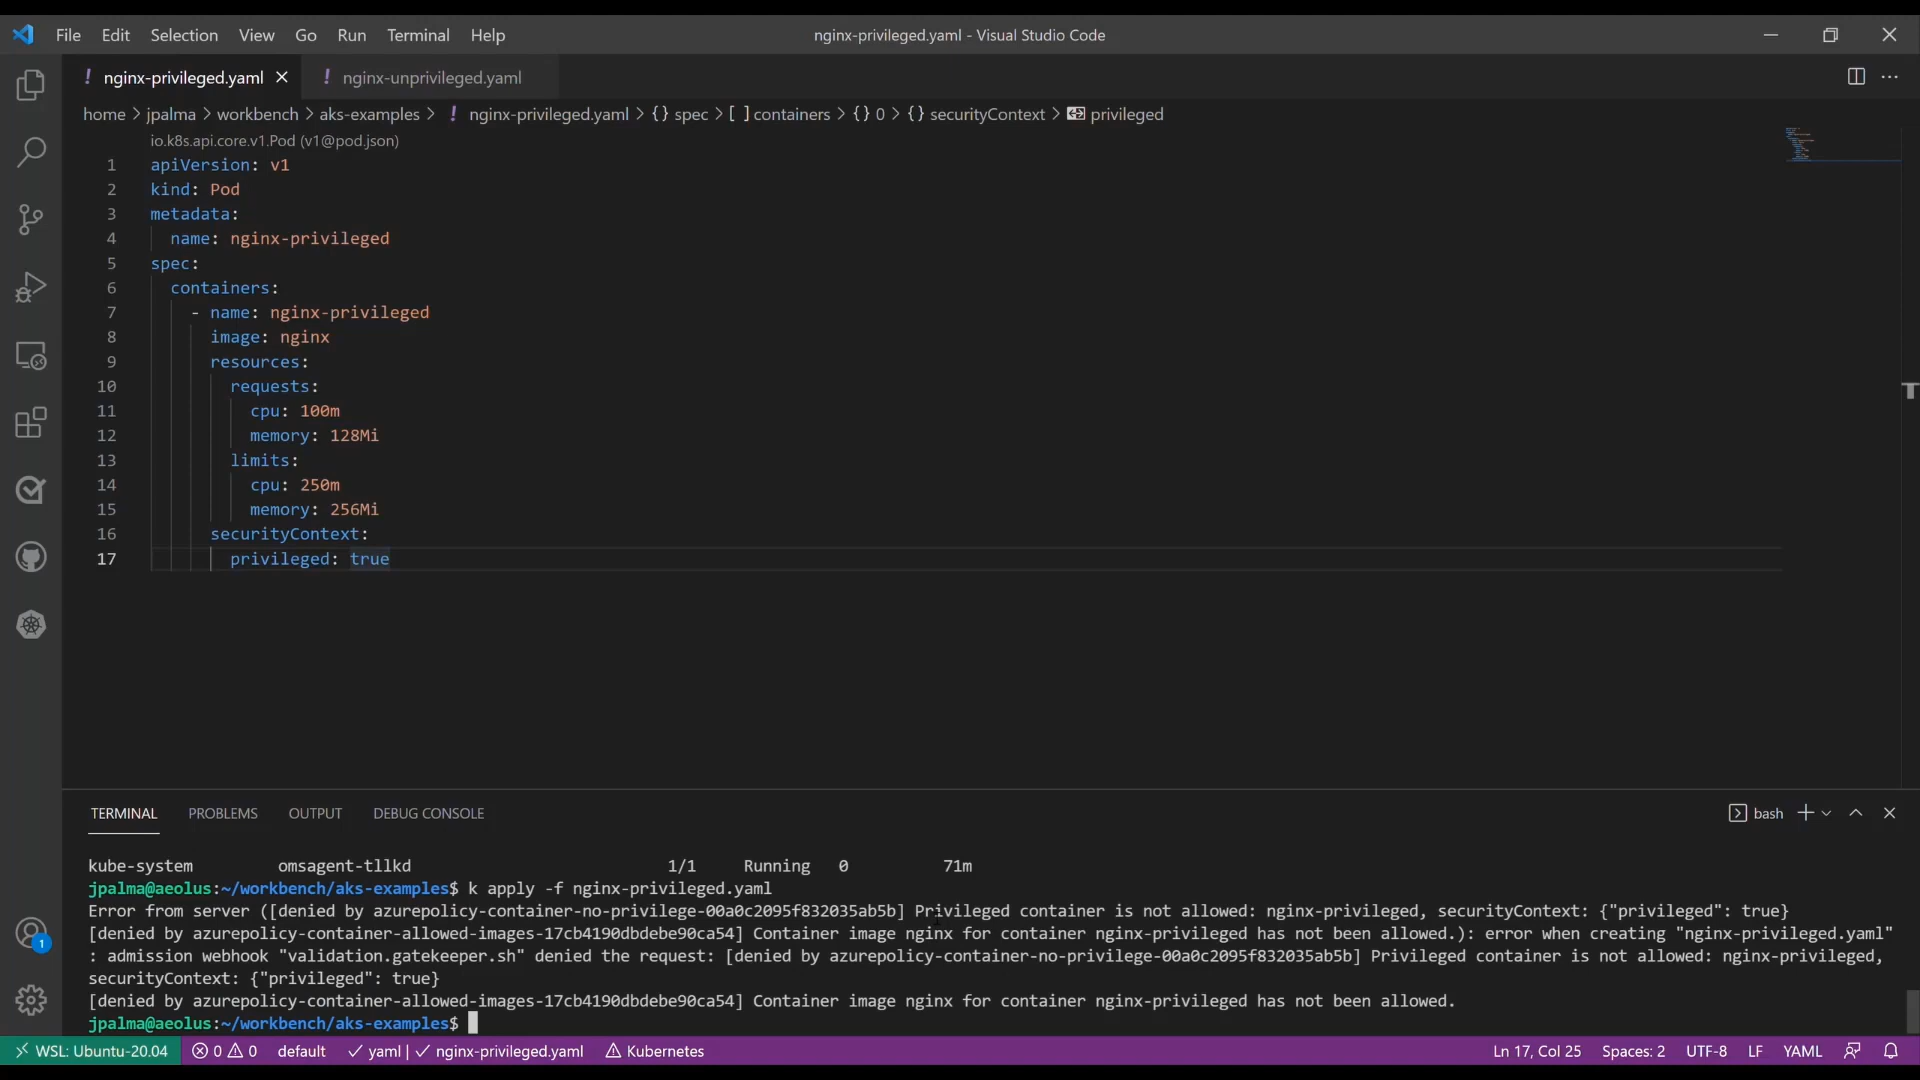 File Edit Selection View Go Run Terminal Help nginx-privileged.yaml - Visual Studio Code
! nginx-privileged.yaml ! nginx-unprivileged.yaml
home > jpalma > workbench > aks-examples > ! nginx-privileged.yaml > {} spec > [ ] containers > {} 0 > {} securityContext > privileged
io.k8s.api.core.v1.Pod (v1@pod.json)
1 apiVersion: v1
2 kind: Pod
3 metadata:
4 name: nginx-privileged
5 spec:
6 containers:
7 - name: nginx-privileged
8 image: nginx
9 resources:
10 requests:
11 cpu: 100m
12 memory: 128Mi
13 limits:
14 cpu: 250m
15 memory: 256Mi
16 securityContext:
17 privileged: true
TERMINAL PROBLEMS OUTPUT DEBUG CONSOLE bash
kube-system omsagent-tllkd 1/1 Running 0 71m
jpalma@aeolus:~/workbench/aks-examples$ k apply -f nginx-privileged.yaml
Error from server ([denied by azurepolicy-container-no-privilege-00a0c2095f832035ab5b] Privileged container is not allowed: nginx-privileged, securityContext: {"privileged": true}
[denied by azurepolicy-container-allowed-images-17cb4190dbdebe90ca54] Container image nginx for container nginx-privileged has not been allowed.): error when creating "nginx-privileged.yaml"
: admission webhook "validation.gatekeeper.sh" denied the request: [denied by azurepolicy-container-no-privilege-00a0c2095f832035ab5b] Privileged container is not allowed: nginx-privileged,
securityContext: {"privileged": true}
[denied by azurepolicy-container-allowed-images-17cb4190dbdebe90ca54] Container image nginx for container nginx-privileged has not been allowed.
jpalma@aeolus:~/workbench/aks-examples$
1
WSL: Ubuntu-20.04 0 0 default yaml | nginx-privileged.yaml Kubernetes Ln 17, Col 25 Spaces: 2 UTF-8 LF YAML